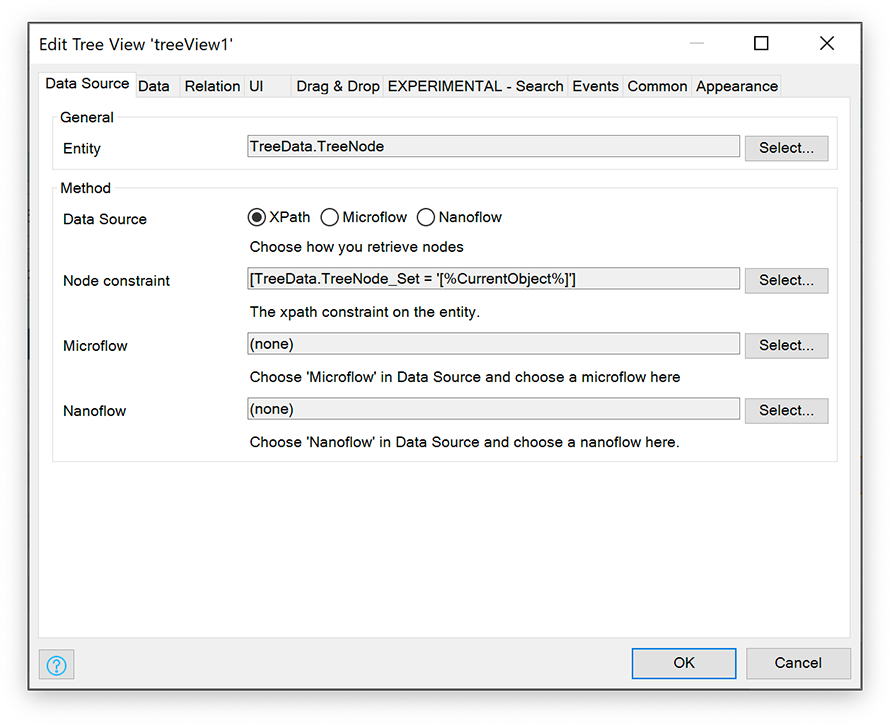 Edit Tree View 'treeView1'
Data Source Data Relation UI Drag & Drop EXPERIMENTAL - Search Events Common Appearance
General
Entity TreeData.TreeNode Select...
Method
Data Source XPath Microflow Nanoflow
Choose how you retrieve nodes
Node constraint [TreeData.TreeNode_Set = '[%CurrentObject%]'] Select...
The xpath constraint on the entity.
Microflow (none) Select...
Choose 'Microflow' in Data Source and choose a microflow here
Nanoflow (none) Select...
Choose 'Nanoflow' in Data Source and choose a nanoflow here.
? OK Cancel